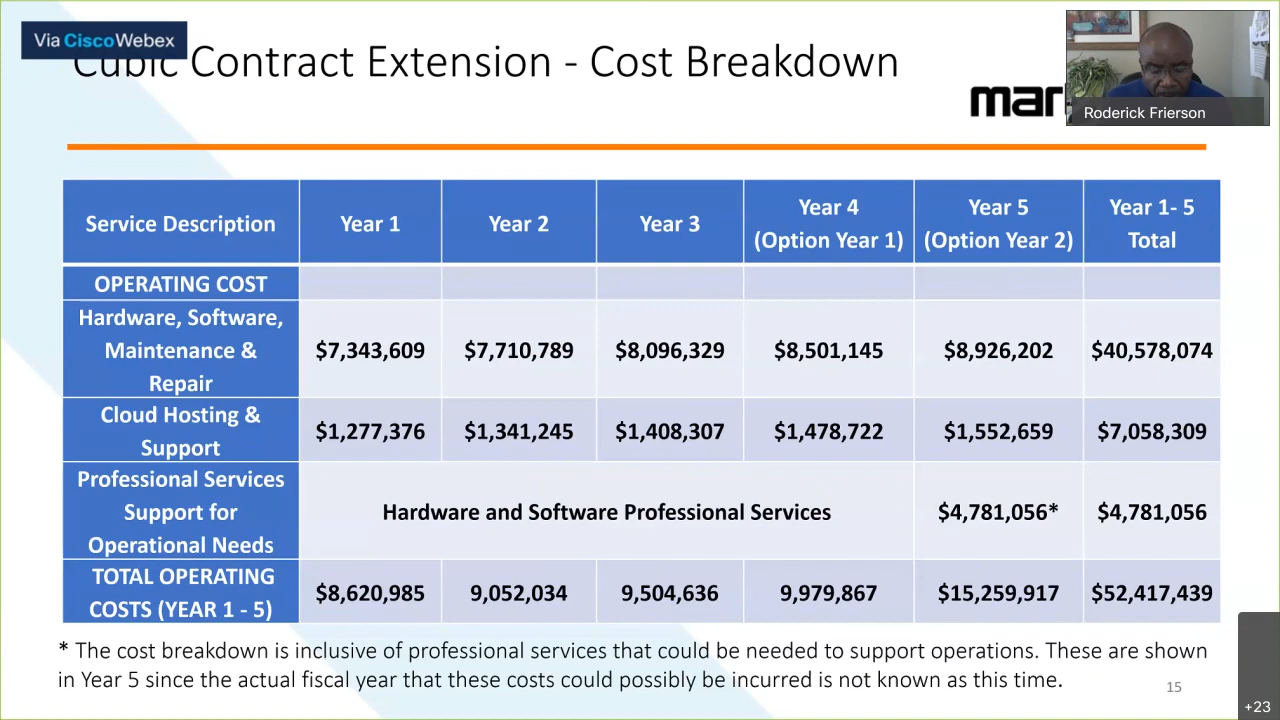 Via Cisco Webex
Cubic Contract Extension - Cost Breakdown
mar
Roderick Frierson
Service Description
Year 1
Year 2
Year 3
Year 4
(Option Year 1)
Year 5
(Option Year 2)
Year 1- 5
Total
OPERATING COST
Hardware, Software,
Maintenance &
Repair
$7,343,609
$7,710,789
$8,096,329
$8,501,145
$8,926,202
$40,578,074
Cloud Hosting &
Support
$1,277,376
$1,341,245
$1,408,307
$1,478,722
$1,552,659
$7,058,309
Professional Services
Support for
Operational Needs
Hardware and Software Professional Services
$4,781,056*
$4,781,056
TOTAL OPERATING
COSTS (YEAR 1 - 5)
$8,620,985
9,052,034
9,504,636
9,979,867
$15,259,917
$52,417,439
* The cost breakdown is inclusive of professional services that could be needed to support operations. These are shown
in Year 5 since the actual fiscal year that these costs could possibly be incurred is not known as this time.
15
+23